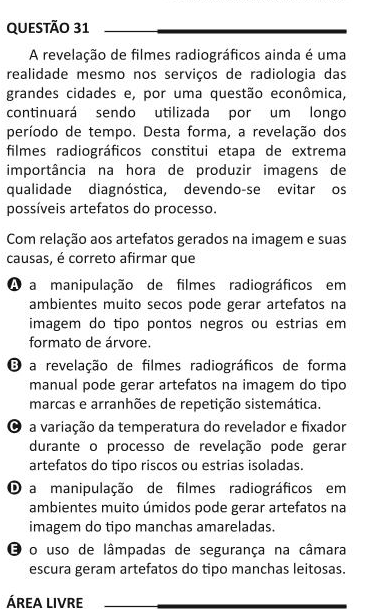 QUESTÃO 31
A revelação de filmes radiográficos ainda é uma
realidade mesmo nos serviços de radiologia das
grandes cidades e, por uma questão econômica,
continuará sendo utilizada por um longo
período de tempo. Desta forma, a revelação dos
filmes radiográficos constitui etapa de extrema
importância na hora de produzir imagens de
qualidade diagnóstica, devendo-se evitar os
possíveis artefatos do processo.
Com relação aos artefatos gerados na imagem e suas
causas, é correto afirmar que
A a manipulação de filmes radiográficos em
ambientes muito secos pode gerar artefatos na
imagem do tipo pontos negros ou estrias em
formato de árvore.
B a revelação de filmes radiográficos de forma
manual pode gerar artefatos na imagem do tipo
marcas e arranhões de repetição sistemática.
C a variação da temperatura do revelador e fixador
durante o processo de revelação pode gerar
artefatos do tipo riscos ou estrias isoladas.
D a manipulação de filmes radiográficos em
ambientes muito úmidos pode gerar artefatos na
imagem do tipo manchas amareladas.
E o uso de lâmpadas de segurança na câmara
escura geram artefatos do tipo manchas leitosas.
ÁREA LIVRE